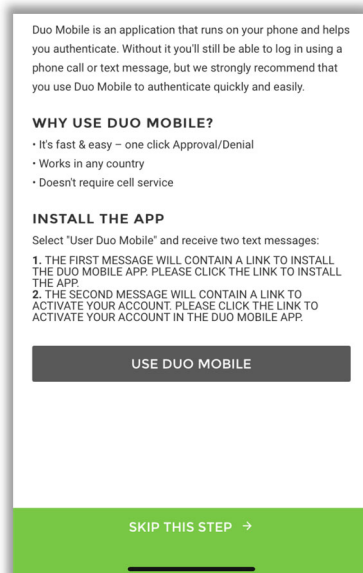 Duo Mobile is an application that runs on your phone and helps
you authenticate. Without it you'll still be able to log in using a
phone call or text message, but we strongly recommend that
you use Duo Mobile to authenticate quickly and easily.
WHY USE DUO MOBILE?
• It's fast & easy – one click Approval/Denial
• Works in any country
• Doesn't require cell service
INSTALL THE APP
Select "User Duo Mobile" and receive two text messages:
1. THE FIRST MESSAGE WILL CONTAIN A LINK TO INSTALL
THE DUO MOBILE APP. PLEASE CLICK THE LINK TO INSTALL
THE APP.
2. THE SECOND MESSAGE WILL CONTAIN A LINK TO
ACTIVATE YOUR ACCOUNT. PLEASE CLICK THE LINK TO
ACTIVATE YOUR ACCOUNT IN THE DUO MOBILE APP.
USE DUO MOBILE
SKIP THIS STEP →